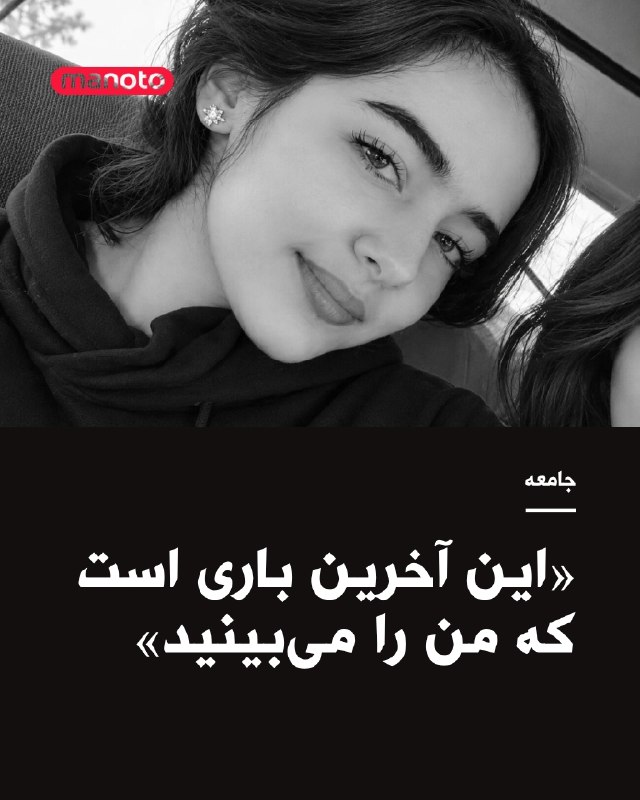 manoto
جامعه
«این آخرین باری است
که من را می‌بینید»